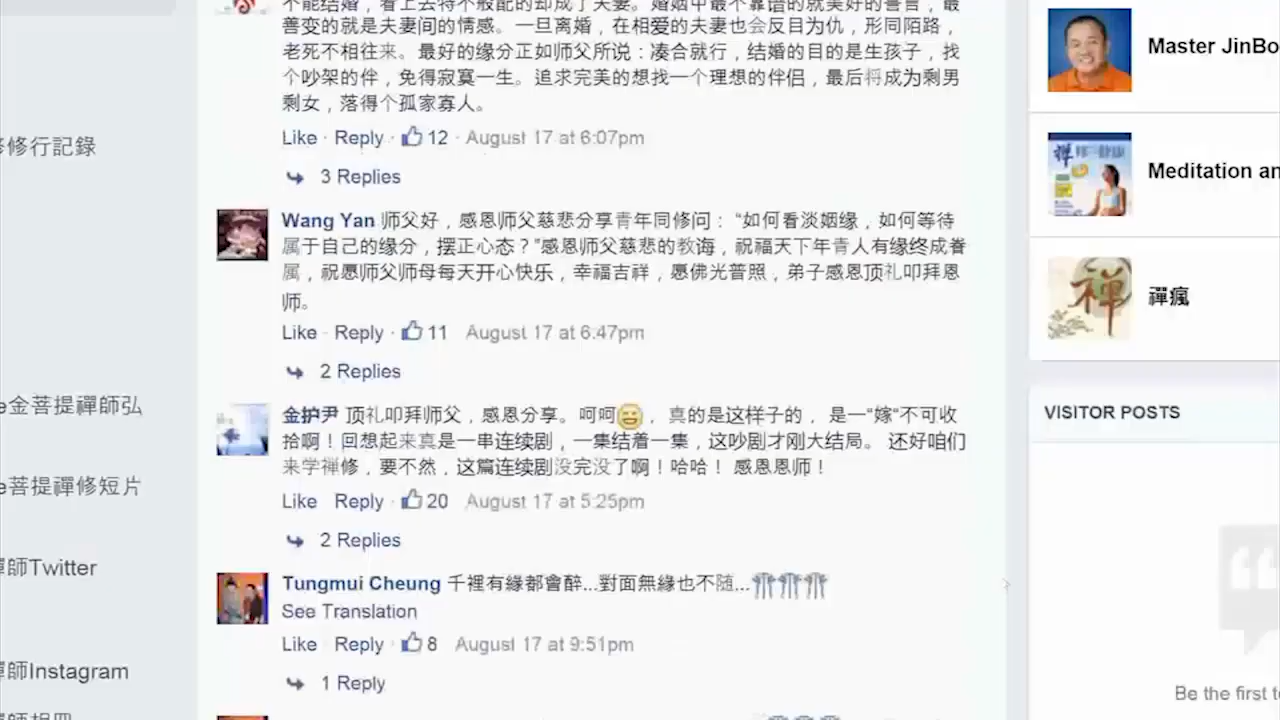 不能结婚，看上去特不般配的却成了夫妻。婚姻中最不靠谱的就美好的誓言，最
善变的就是夫妻间的情感。一旦离婚，在相爱的夫妻也会反目为仇，形同陌路，
老死不相往来。最好的缘分正如师父所说：凑合就行，结婚的目的是生孩子，找
个吵架的伴，免得寂寞一生。追求完美的想找一个理想的伴侣，最后将成为剩男
剩女，落得个孤家寡人。
Like · Reply · 12 · August 17 at 6:07pm
3 Replies
Wang Yan 师父好，感恩师父慈悲分享青年同修问：“如何看淡姻缘，如何等待
属于自己的缘分，摆正心态？”感恩师父慈悲的教诲，祝福天下年青人有缘终成眷
属，祝愿师父师母每天开心快乐，幸福吉祥，愿佛光普照，弟子感恩顶礼叩拜恩
师。
Like · Reply · 11 August 17 at 6:47pm
2 Replies
金护尹 顶礼叩拜师父，感恩分享。呵呵😄，真的是这样子的， 是一“嫁”不可收
拾啊！回想起来真是一串连续剧，一集结着一集，这吵剧才刚大结局。 还好咱们
来学禅修，要不然，这篇连续剧没完没了啊！哈哈！ 感恩恩师！
Like Reply 20 August 17 at 5:25pm
2 Replies
Tungmui Cheung 千裡有緣都會醉...對面無緣也不随...
See Translation
Like · Reply · 8 August 17 at 9:51pm
1 Reply
修行記錄
e金菩提禪師弘
e菩提禪修短片
師Twitter
師Instagram
Master JinBo
Meditation an
禪瘋
VISITOR POSTS
Be the first t